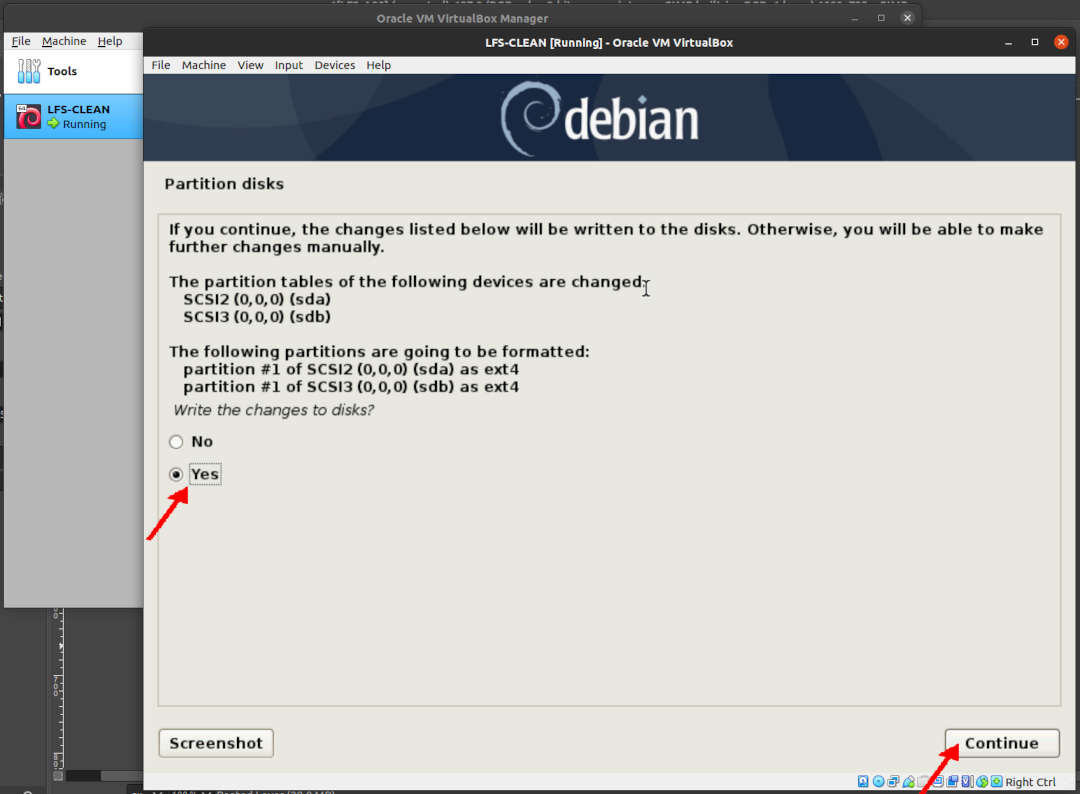 Oracle VM VirtualBox Manager
File Machine Help
LFS-CLEAN [Running] - Oracle VM VirtualBox
File Machine View Input Devices Help
Tools
LFS-CLEAN
Running
debian
Partition disks
If you continue, the changes listed below will be written to the disks. Otherwise, you will be able to make
further changes manually.
The partition tables of the following devices are changed:
SCSI2 (0,0,0) (sda)
SCSI3 (0,0,0) (sdb)
The following partitions are going to be formatted:
partition #1 of SCSI2 (0,0,0) (sda) as ext4
partition #1 of SCSI3 (0,0,0) (sdb) as ext4
Write the changes to disks?
No
Yes
Screenshot
Continue
Right Ctrl